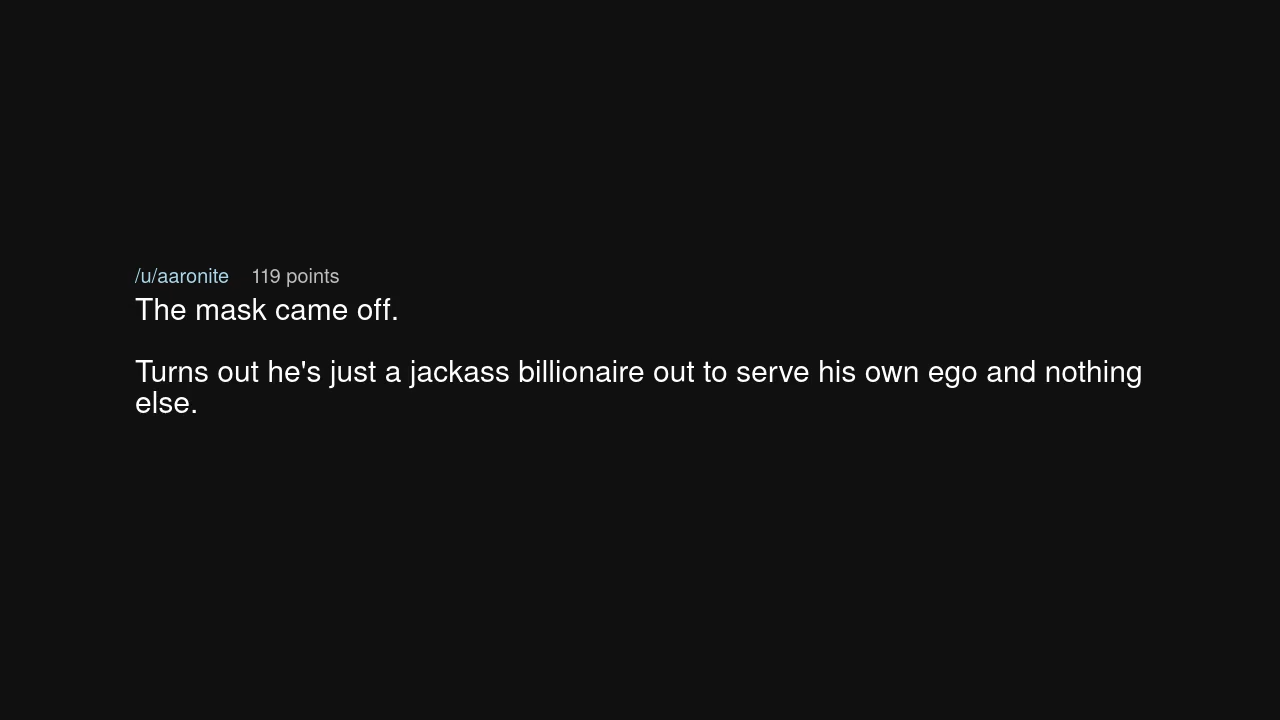 /u/aaronite 119 points
The mask came off.
Turns out he's just a jackass billionaire out to serve his own ego and nothing
else.